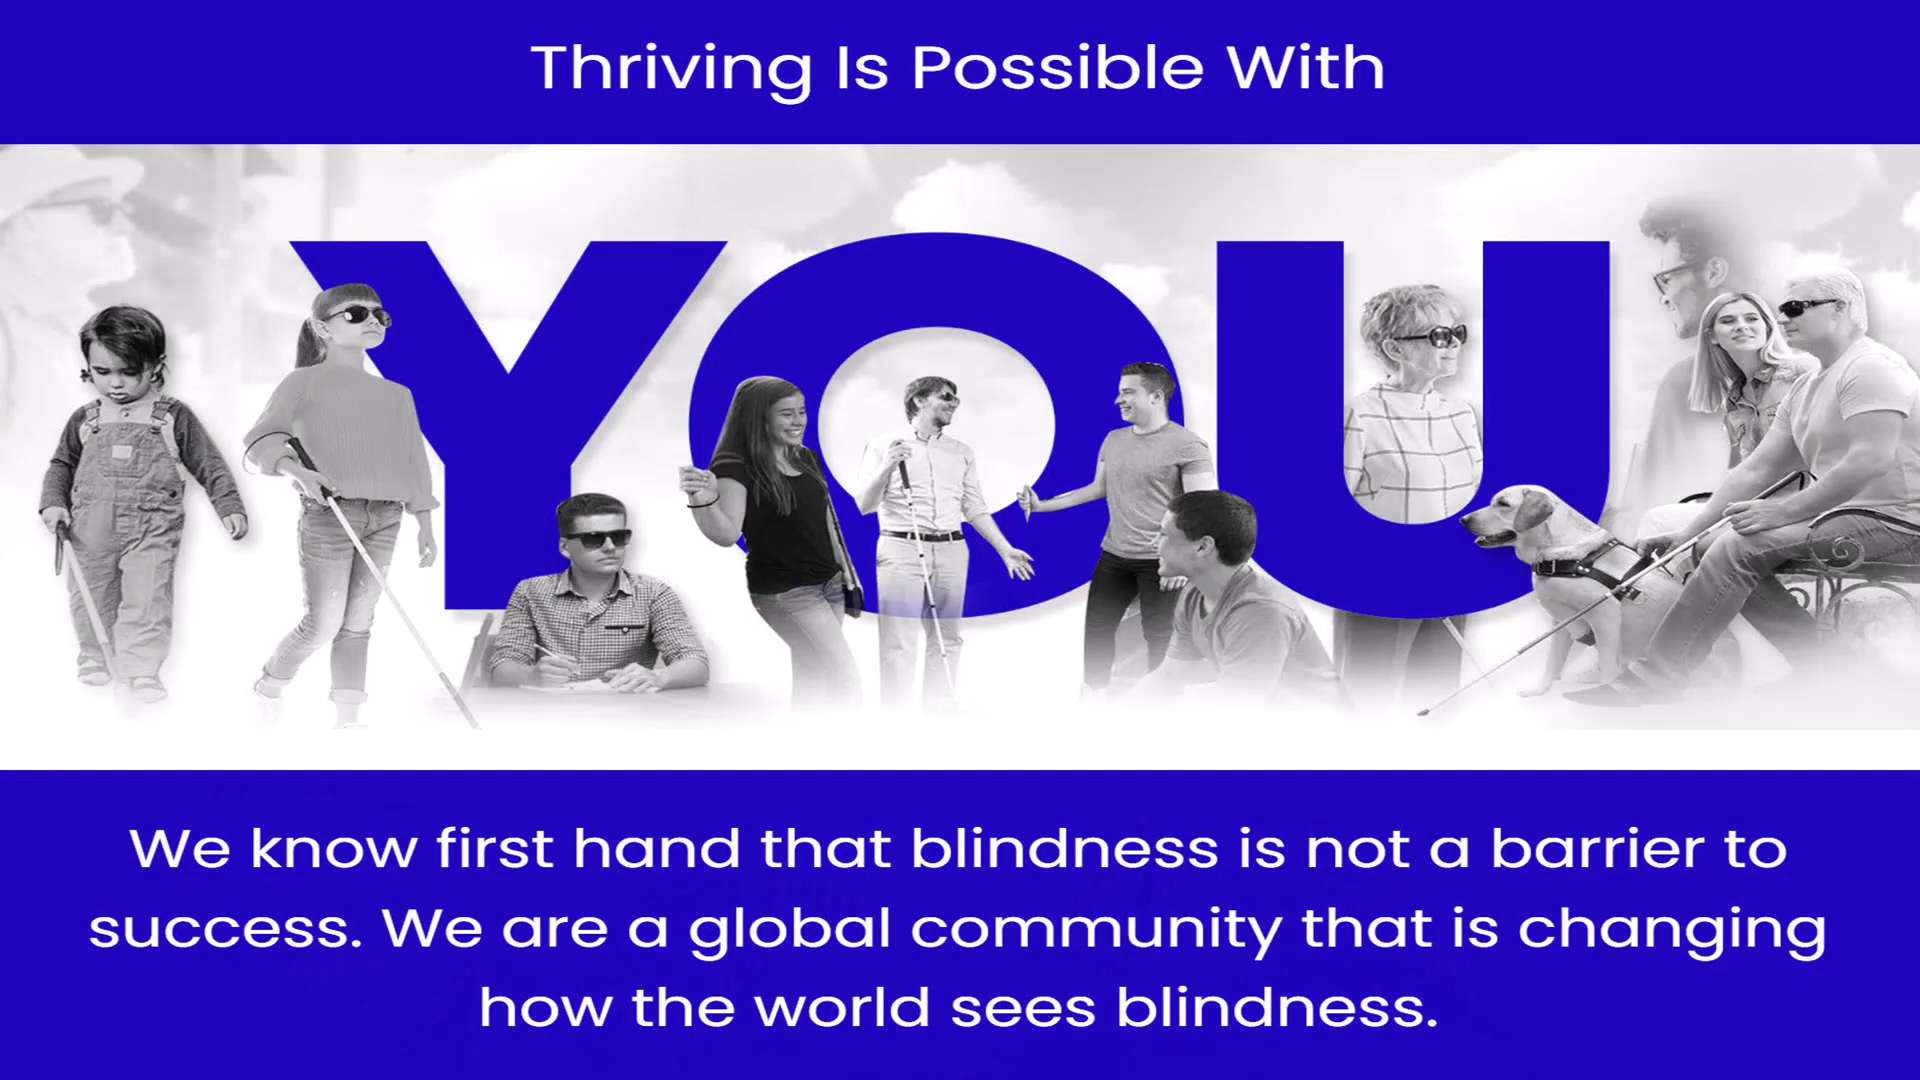 Thriving Is Possible With
YOU
We know first hand that blindness is not a barrier to
success. We are a global community that is changing
how the world sees blindness.